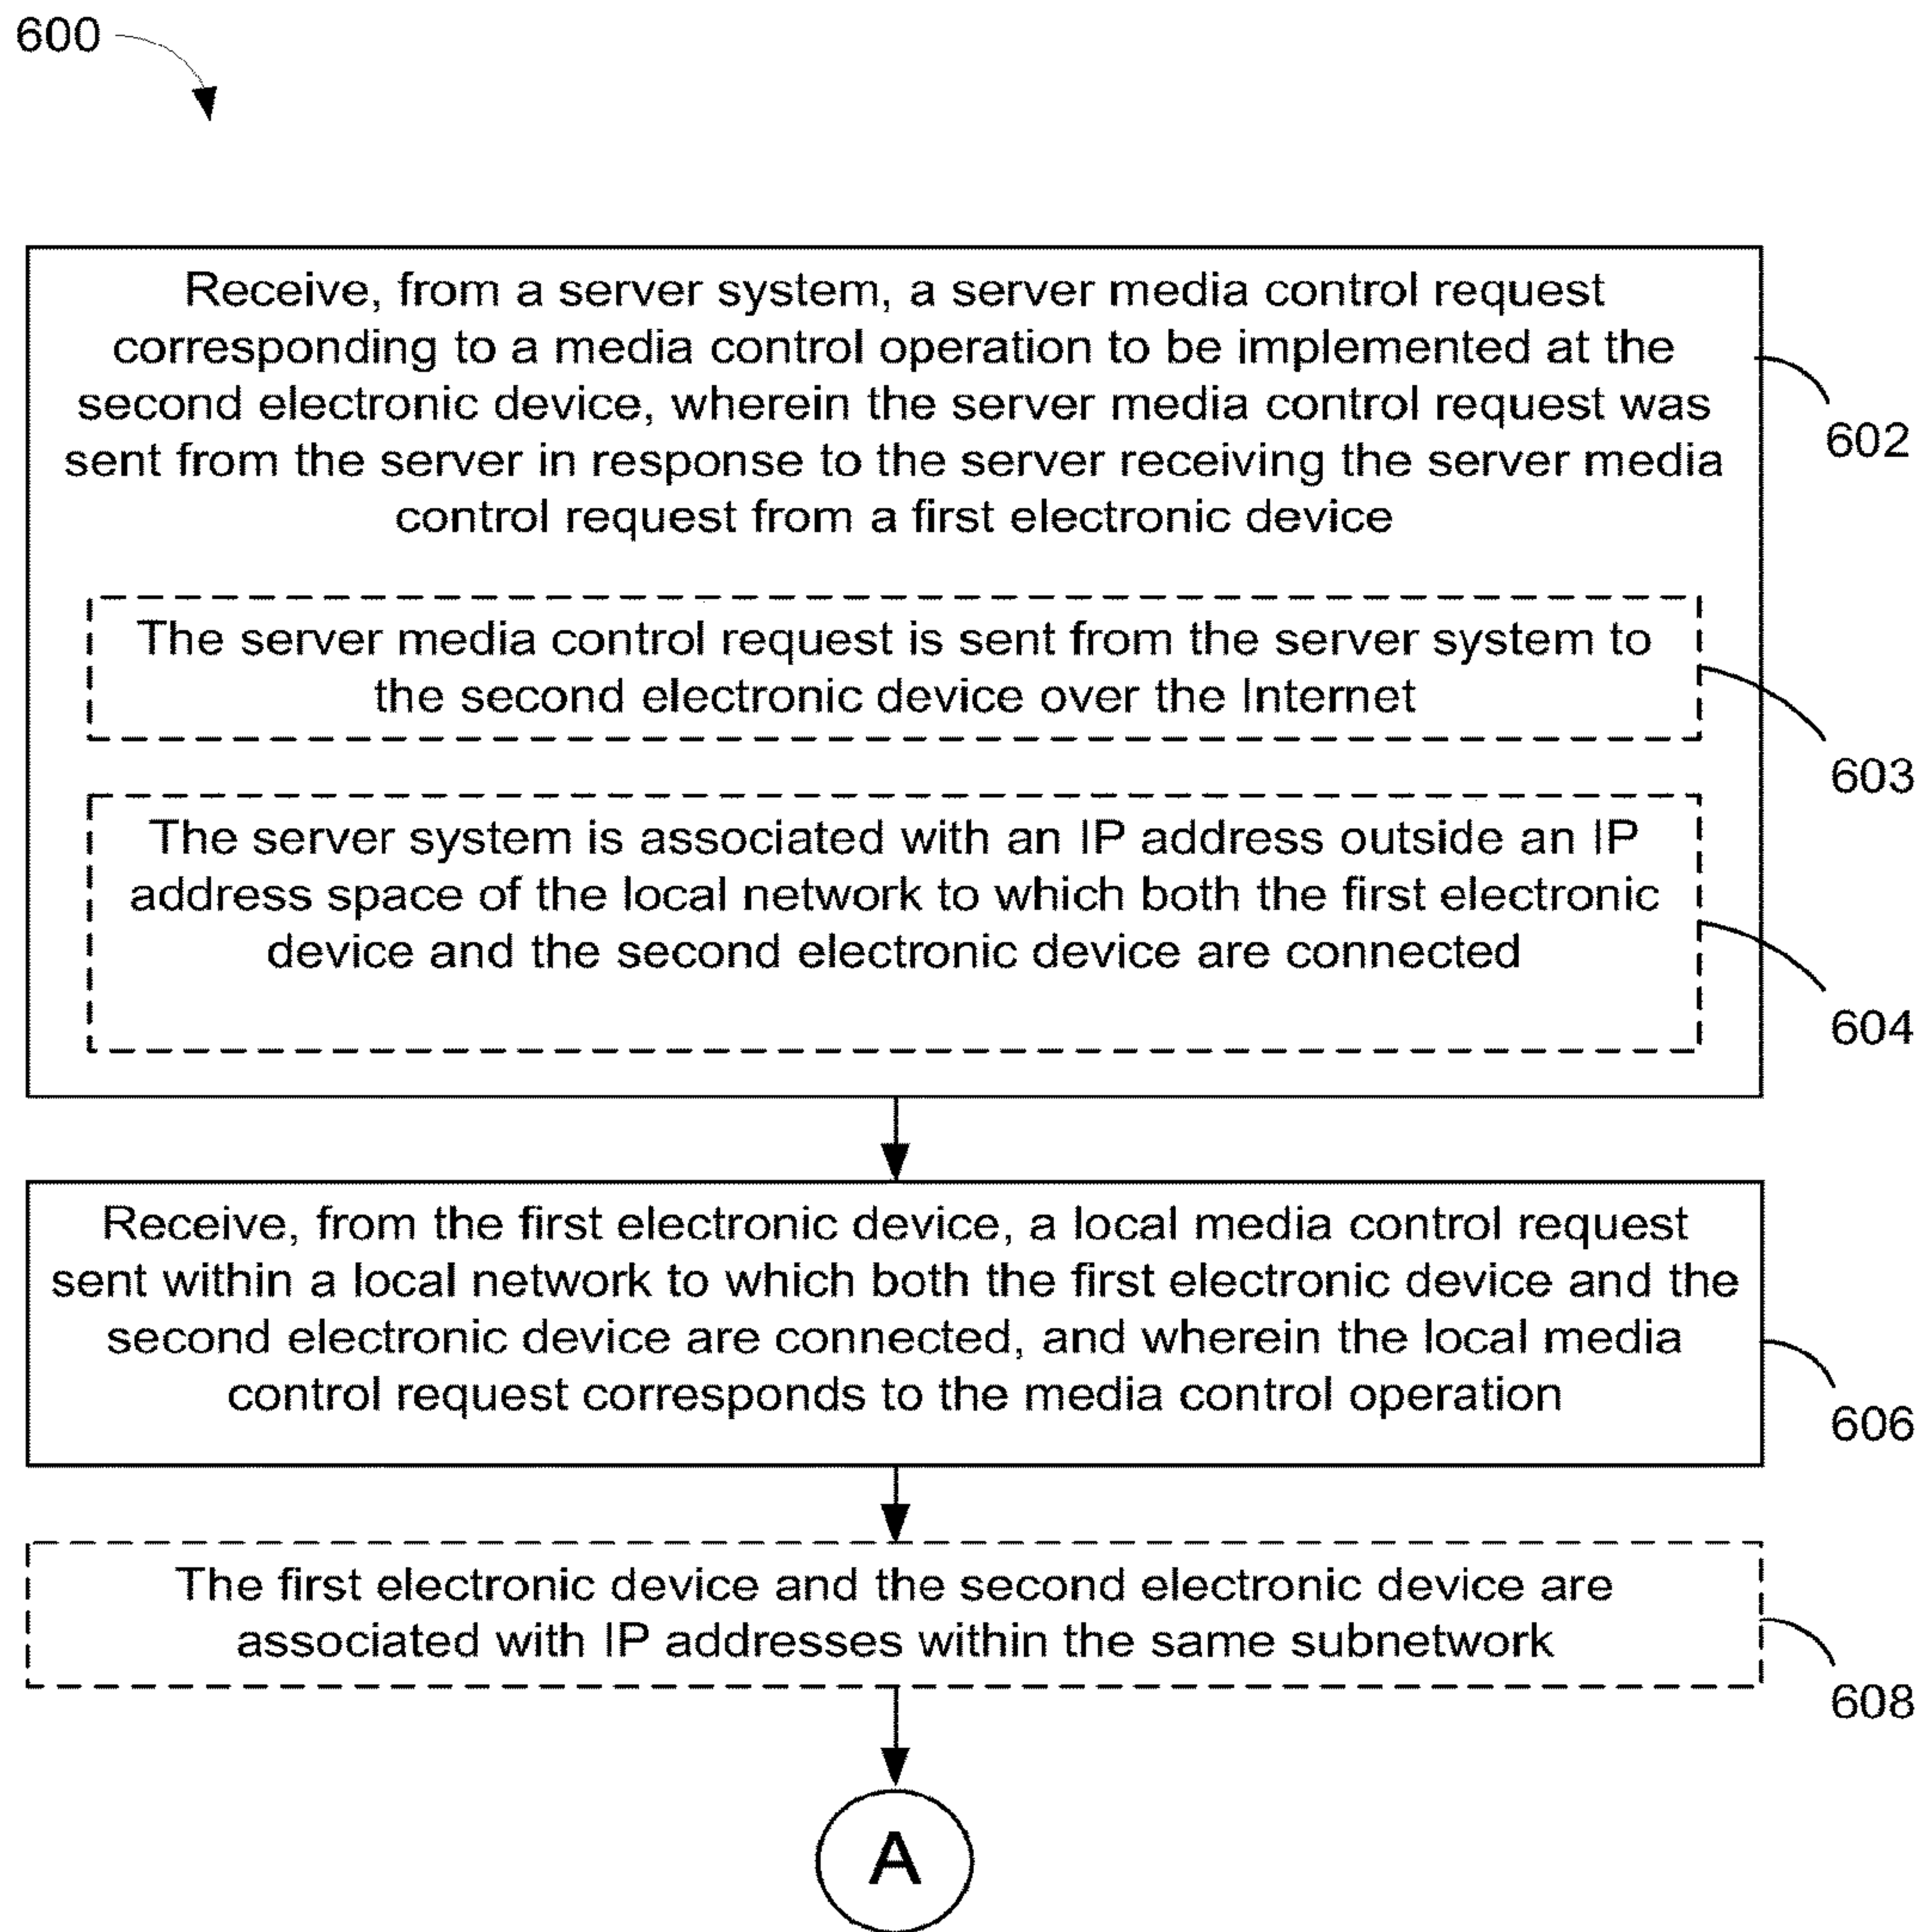 600
Receive, from a server system, a server media control request
corresponding to a media control operation to be implemented at the
second electronic device, wherein the server media control request was
sent from the server in response to the server receiving the server media
control request from a first electronic device
602
The server media control request is sent from the server system to
the second electronic device over the Internet
603
The server system is associated with an IP address outside an IP
address space of the local network to which both the first electronic
device and the second electronic device are connected
604
Receive, from the first electronic device, a local media control request
sent within a local network to which both the first electronic device and the
second electronic device are connected, and wherein the local media
control request corresponds to the media control operation
606
The first electronic device and the second electronic device are
associated with IP addresses within the same subnetwork
608
A